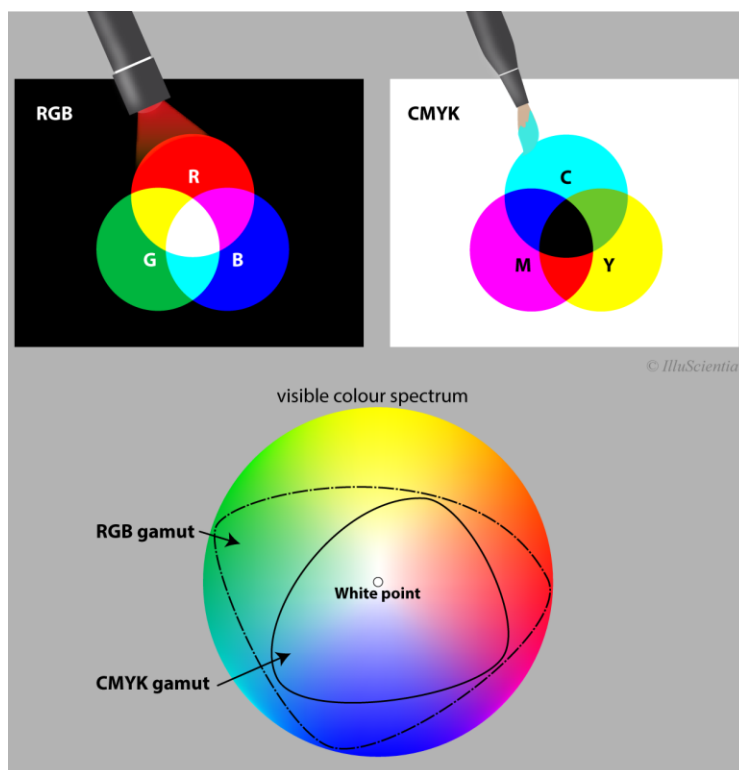 RGB
R
G
B
CMYK
C
M
Y
© IlluScientia
visible colour spectrum
RGB gamut
White point
CMYK gamut